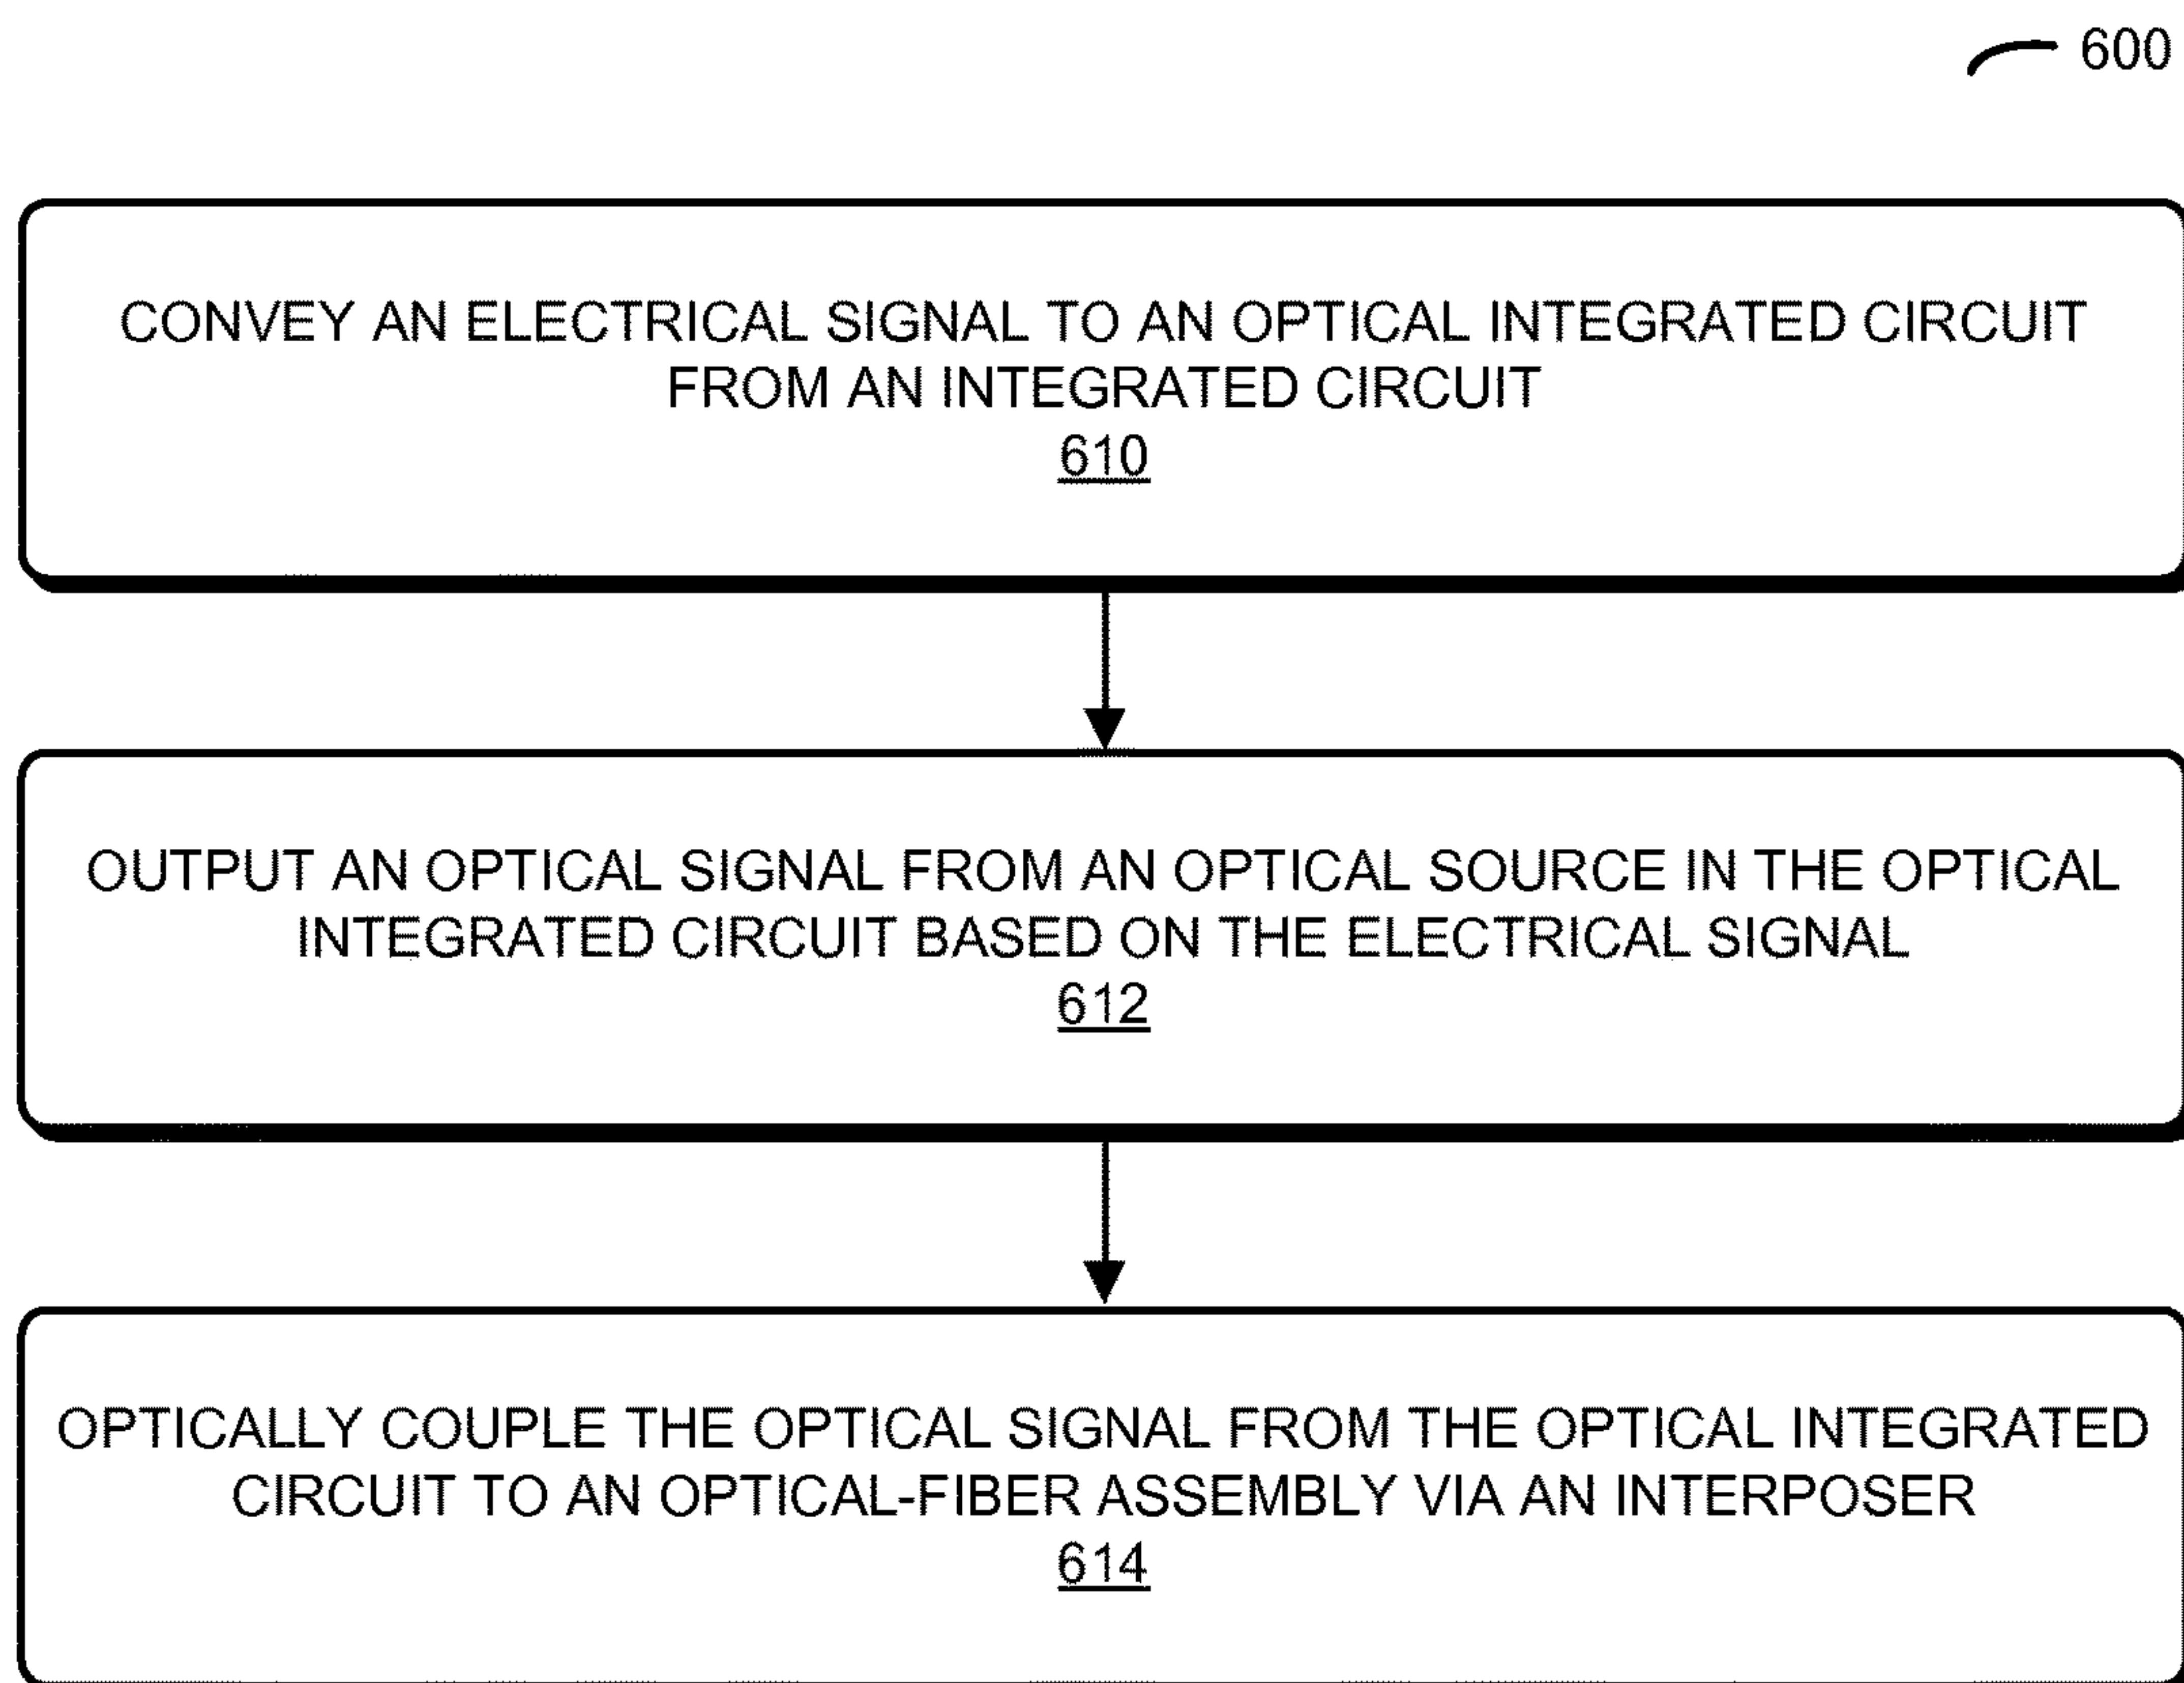 600
CONVEY AN ELECTRICAL SIGNAL TO AN OPTICAL INTEGRATED CIRCUIT
FROM AN INTEGRATED CIRCUIT
610
OUTPUT AN OPTICAL SIGNAL FROM AN OPTICAL SOURCE IN THE OPTICAL
INTEGRATED CIRCUIT BASED ON THE ELECTRICAL SIGNAL
612
OPTICALLY COUPLE THE OPTICAL SIGNAL FROM THE OPTICAL INTEGRATED
CIRCUIT TO AN OPTICAL-FIBER ASSEMBLY VIA AN INTERPOSER
614